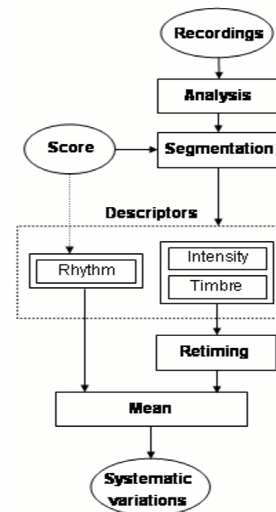 Recordings
Analysis
Score
Segmentation
Descriptors
Rhythm
Intensity
Timbre
Retiming
Mean
Systematic
variations